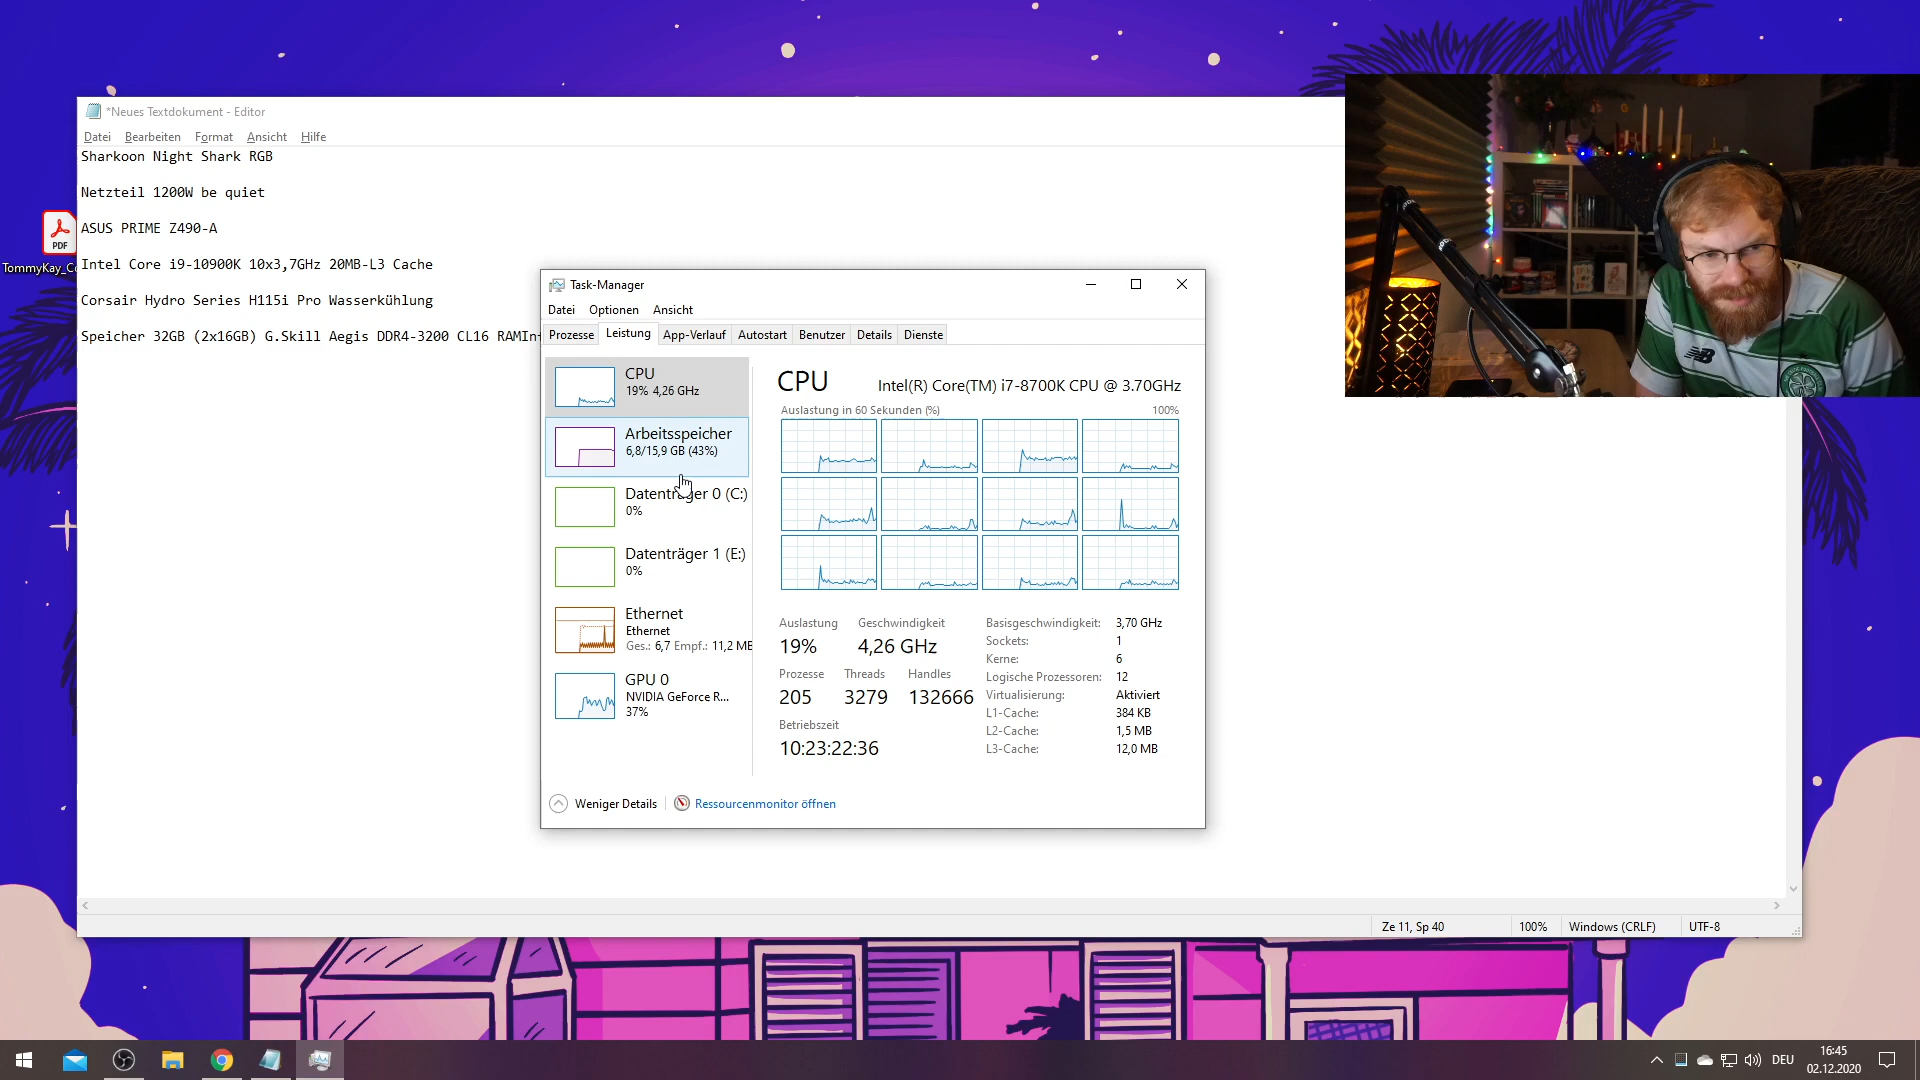 *Neues Textdokument - Editor
Datei Bearbeiten Format Ansicht Hilfe
Sharkoon Night Shark RGB
Netzteil 1200W be quiet
ASUS PRIME Z490-A
Intel Core i9-10900K 10x3,7GHz 20MB-L3 Cache
Corsair Hydro Series H115i Pro Wasserkühlung
Speicher 32GB (2x16GB) G.Skill Aegis DDR4-3200 CL16
PDF
Task-Manager
Datei Optionen Ansicht
Prozesse Leistung App-Verlauf Autostart Benutzer Details Dienste
CPU
19% 4,26 GHz
Arbeitsspeicher
6,8/15,9 GB (43%)
Datenträger 0 (C:)
0%
Datenträger 1 (E:)
0%
Ethernet
Ethernet
Ges.: 6,7 Empf.: 11,2 ME
GPU 0
NVIDIA GeForce R...
37%
CPU Intel(R) Core(TM) i7-8700K CPU @ 3.70GHz
Auslastung in 60 Sekunden (%) 100%
Auslastung Geschwindigkeit
19% 4,26 GHz
Prozesse Threads Handles
205 3279 132666
Betriebszeit
10:23:22:36
Basisgeschwindigkeit: 3,70 GHz
Sockets: 1
Kerne: 6
Logische Prozessoren: 12
Virtualisierung: Aktiviert
L1-Cache: 384 KB
L2-Cache: 1,5 MB
L3-Cache: 12,0 MB
Weniger Details Ressourcenmonitor öffnen
Ze 11, Sp 40 100% Windows (CRLF) UTF-8
DEU
16:45
02.12.2020